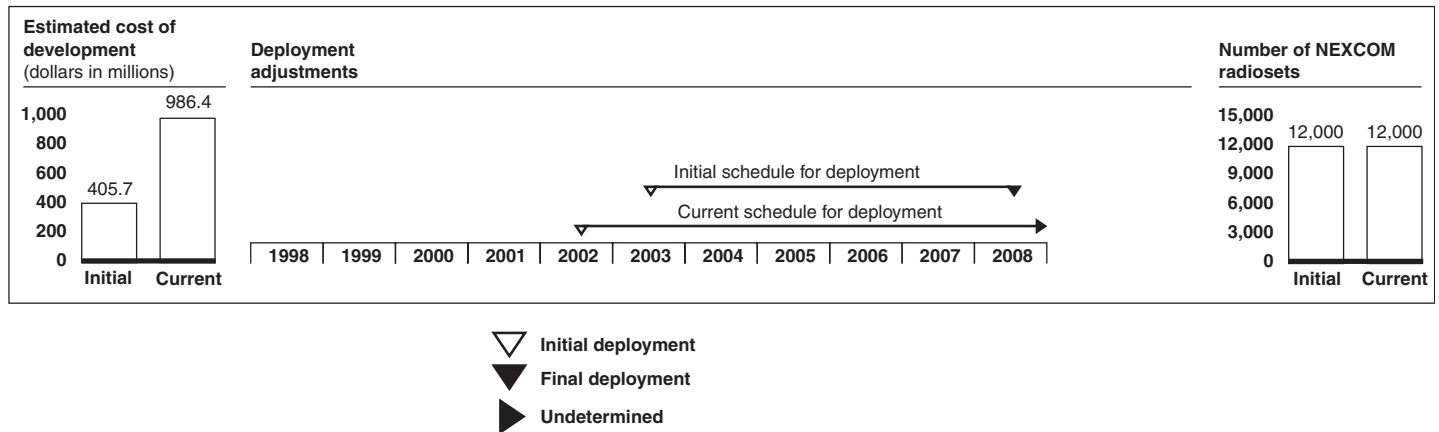 Estimated cost of
development
(dollars in millions)
1,000
800
600
400
200
0
405.7
986.4
Initial
Current
Deployment
adjustments
Initial schedule for deployment
Current schedule for deployment
1998 1999 2000 2001 2002 2003 2004 2005 2006 2007 2008
Number of NEXCOM
radiosets
15,000
12,000
9,000
6,000
3,000
0
12,000
12,000
Initial
Current
Initial deployment
Final deployment
Undetermined